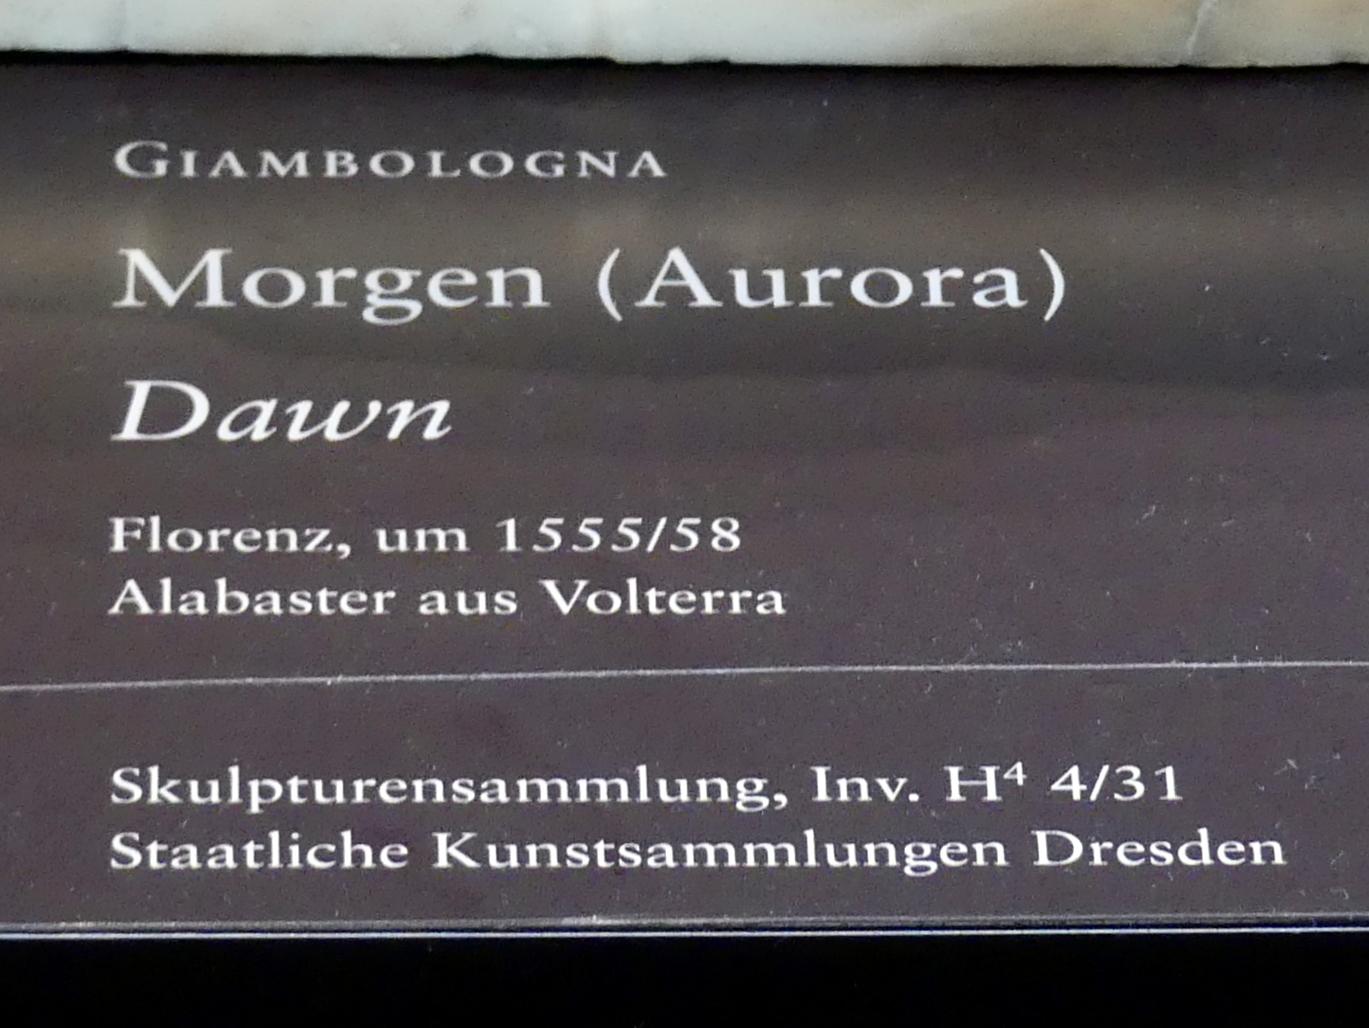 GIAMBOLOGNA
Morgen (Aurora)
Dawn
Florenz, um 1555/58
Alabaster aus Volterra
Skulpturensammlung, Inv. H⁴ 4/31
Staatliche Kunstsammlungen Dresden